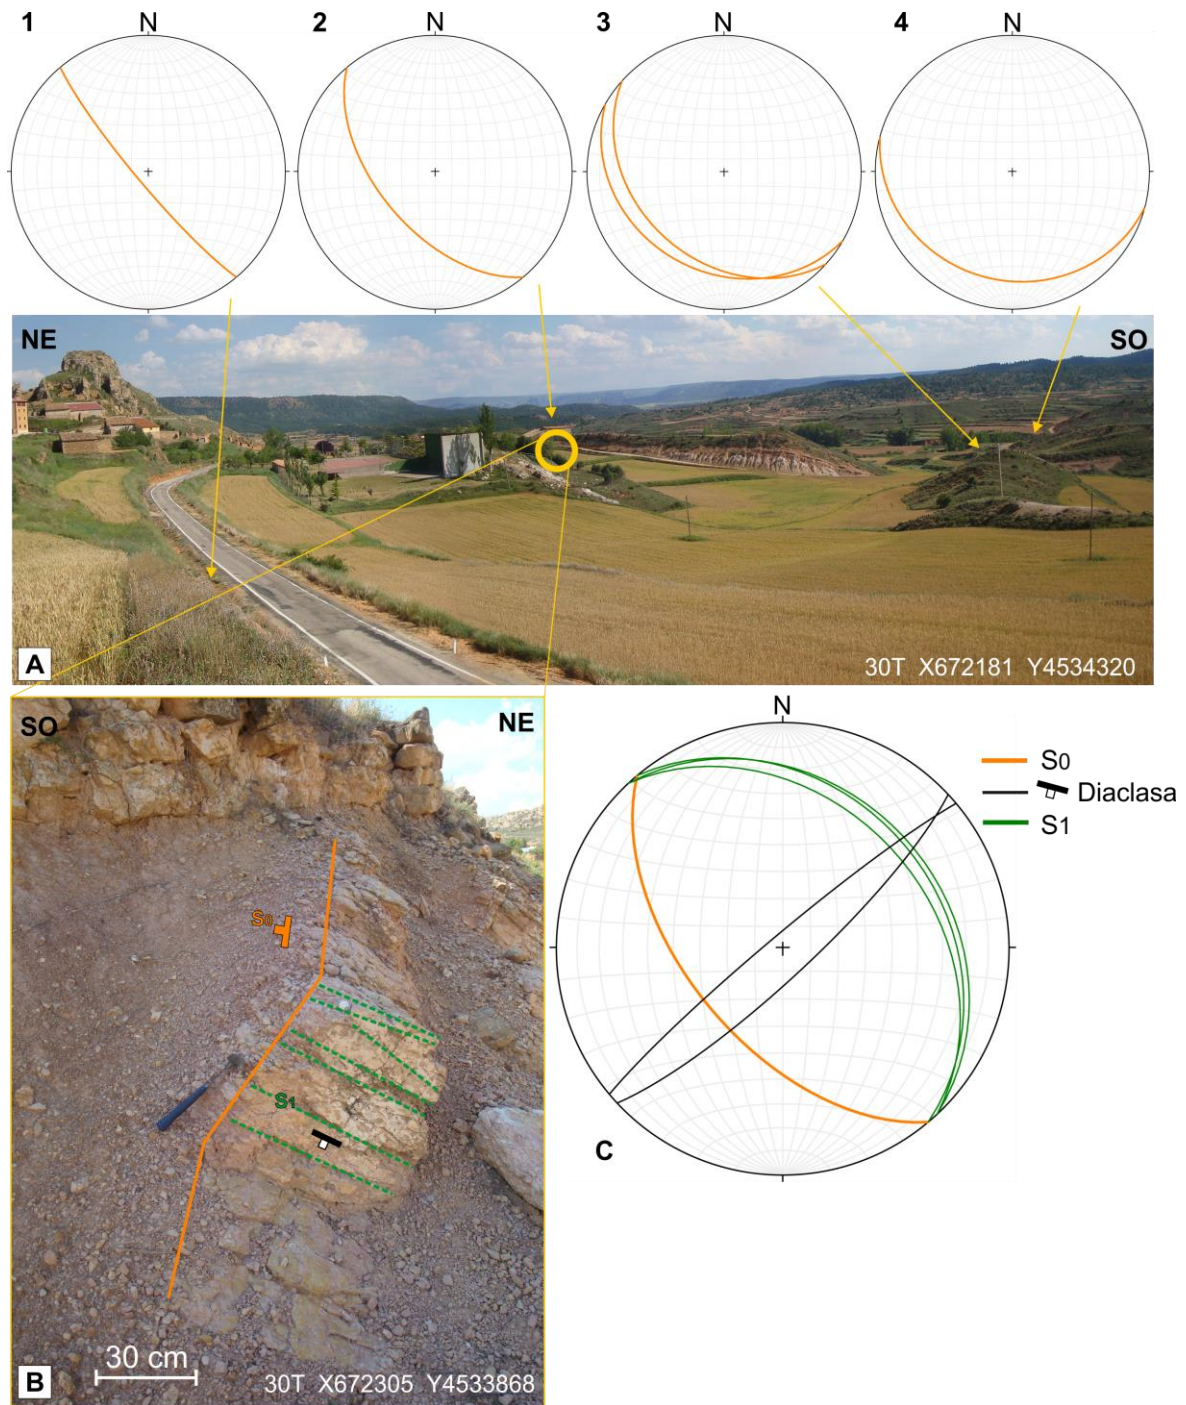 1
N
2
N
3
N
4
N
NE
SO
A
30T X672181 Y4534320
SO
NE
S0
S1
30 cm
B
30T X672305 Y4533868
N
S0
Diaclasa
S1
C